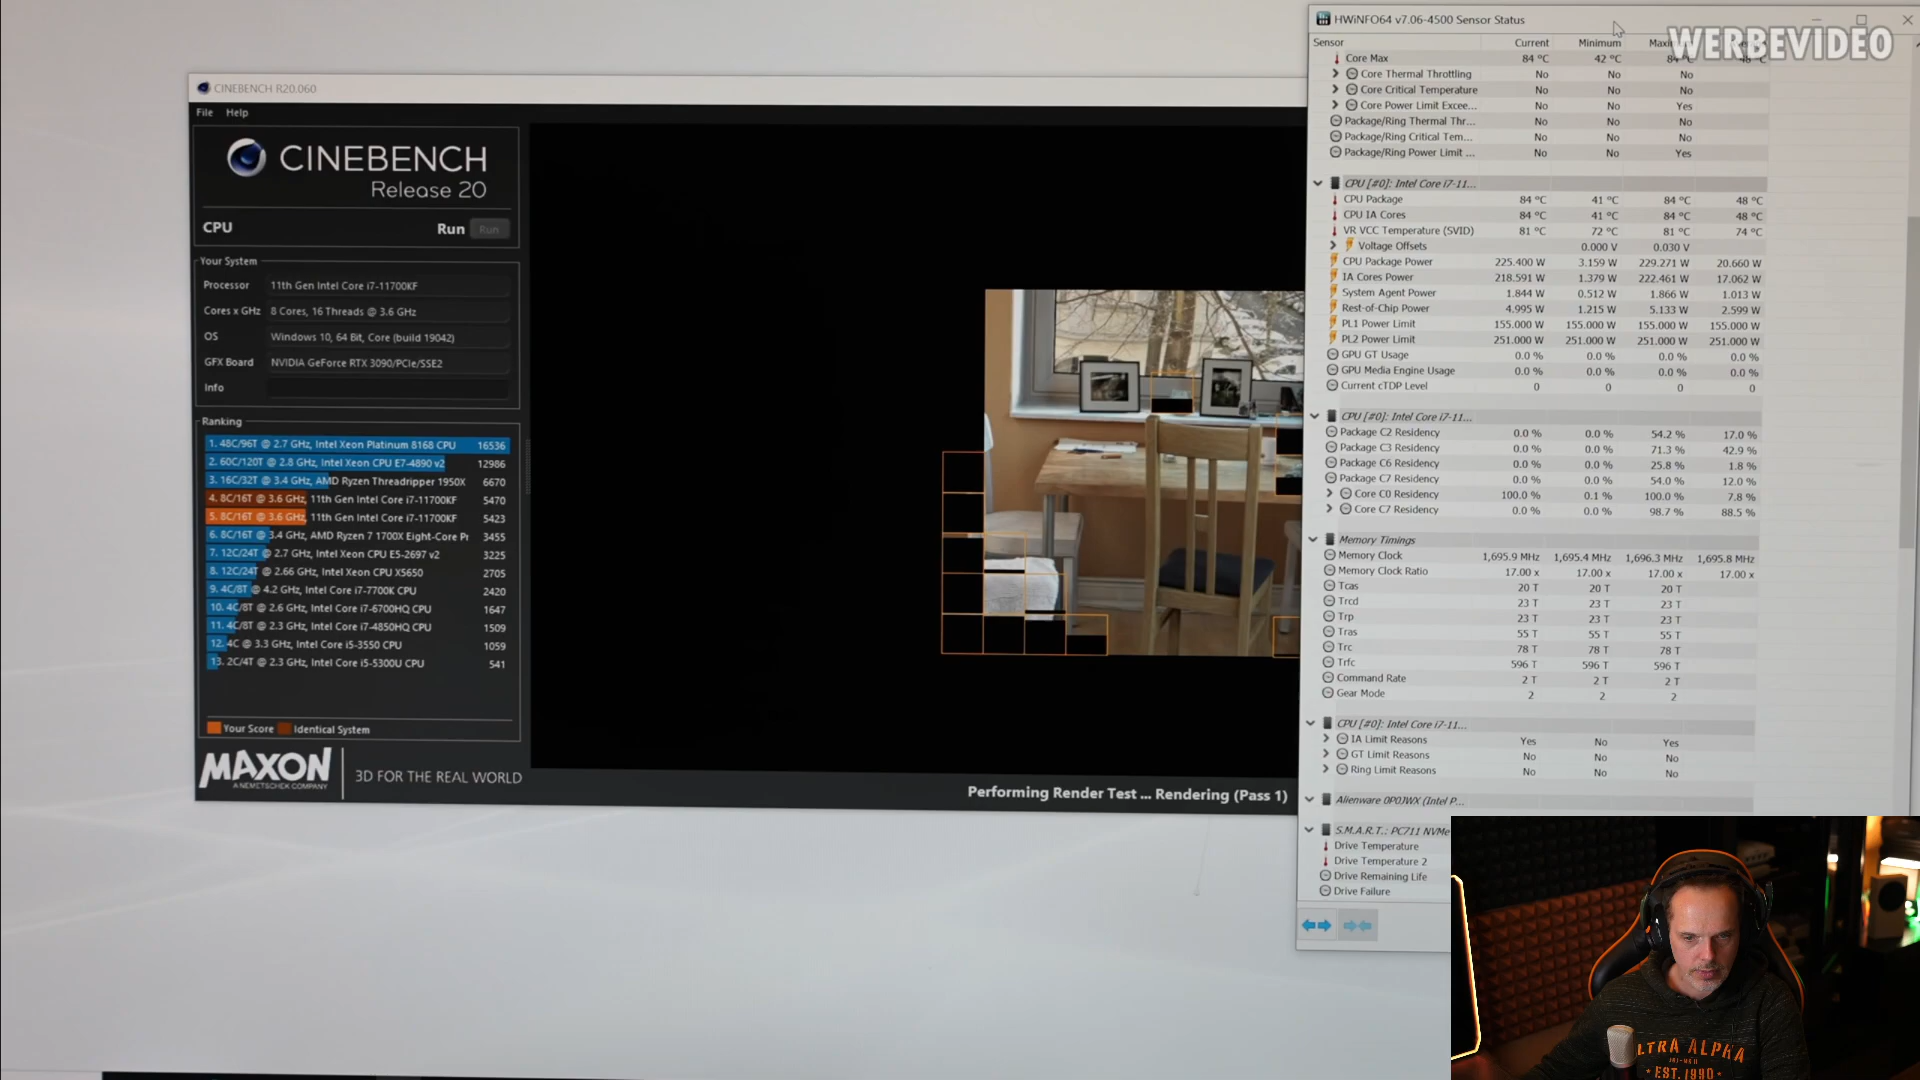 HWiNFO64 v7.06-4500 Sensor Status
WERBEVIDEO
Sensor Current Minimum
Core Max 84 °C 42 °C 84 °C 48 °C
Core Thermal Throttling No No No
Core Critical Temperature No No No
Core Power Limit Excee... No No Yes
Package/Ring Thermal Thr... No No No
Package/Ring Critical Tem... No No No
Package/Ring Power Limit ... No No Yes
CPU [#0]: Intel Core i7-11...
CPU Package 84 °C 41 °C 84 °C 48 °C
CPU IA Cores 84 °C 41 °C 84 °C 48 °C
VR VCC Temperature (SVID) 81 °C 72 °C 81 °C 74 °C
Voltage Offsets 0.000 V 0.030 V
CPU Package Power 225.400 W 3.159 W 229.271 W 20.660 W
IA Cores Power 218.591 W 1.379 W 222.461 W 17.062 W
System Agent Power 1.844 W 0.512 W 1.866 W 1.013 W
Rest-of-Chip Power 4.995 W 1.215 W 5.133 W 2.599 W
PL1 Power Limit 155.000 W 155.000 W 155.000 W 155.000 W
PL2 Power Limit 251.000 W 251.000 W 251.000 W 251.000 W
GPU GT Usage 0.0 % 0.0 % 0.0 % 0.0 %
GPU Media Engine Usage 0.0 % 0.0 % 0.0 % 0.0 %
Current cTDP Level 0 0 0 0
CPU [#0]: Intel Core i7-11...
Package C2 Residency 0.0 % 0.0 % 54.2 % 17.0 %
Package C3 Residency 0.0 % 0.0 % 71.3 % 42.9 %
Package C6 Residency 0.0 % 0.0 % 25.8 % 1.8 %
Package C7 Residency 0.0 % 0.0 % 54.0 % 12.0 %
Core C0 Residency 100.0 % 0.1 % 100.0 % 7.8 %
Core C7 Residency 0.0 % 0.0 % 98.7 % 88.5 %
Memory Timings
Memory Clock 1,695.9 MHz 1,695.4 MHz 1,696.3 MHz 1,695.8 MHz
Memory Clock Ratio 17.00 x 17.00 x 17.00 x 17.00 x
Tcas 20 T 20 T 20 T
Trcd 23 T 23 T 23 T
Trp 23 T 23 T 23 T
Tras 55 T 55 T 55 T
Trc 78 T 78 T 78 T
Trfc 596 T 596 T 596 T
Command Rate 2 T 2 T 2 T
Gear Mode 2 2 2
CPU [#0]: Intel Core i7-11...
IA Limit Reasons Yes No Yes
GT Limit Reasons No No No
Ring Limit Reasons No No No
Alienware 0P0JWX (Intel P...
S.M.A.R.T.: PC711 NVMe
Drive Temperature
Drive Temperature 2
Drive Remaining Life
Drive Failure
CINEBENCH R20.060
File Help
CINEBENCH
Release 20
CPU Run Run
Your System
Processor 11th Gen Intel Core i7-11700KF
Cores x GHz 8 Cores, 16 Threads @ 3.6 GHz
OS Windows 10, 64 Bit, Core (build 19042)
GFX Board NVIDIA GeForce RTX 3090/PCIe/SSE2
Info
Ranking
1. 48C/96T @ 2.7 GHz, Intel Xeon Platinum 8168 CPU 16536
2. 60C/120T @ 2.8 GHz, Intel Xeon CPU E7-4890 v2 12986
3. 16C/32T @ 3.4 GHz, AMD Ryzen Threadripper 1950X 6670
4. 8C/16T @ 3.6 GHz, 11th Gen Intel Core i7-11700KF 5470
5. 8C/16T @ 3.6 GHz, 11th Gen Intel Core i7-11700KF 5423
6. 8C/16T @ 3.4 GHz, AMD Ryzen 7 1700X Eight-Core Pr 3455
7. 12C/24T @ 2.7 GHz, Intel Xeon CPU E5-2697 v2 3225
8. 12C/24T @ 2.66 GHz, Intel Xeon CPU X5650 2705
9. 4C/8T @ 4.2 GHz, Intel Core i7-7700K CPU 2420
10. 4C/8T @ 2.6 GHz, Intel Core i7-6700HQ CPU 1647
11. 4C/8T @ 2.3 GHz, Intel Core i7-4850HQ CPU 1509
12. 4C @ 3.3 GHz, Intel Core i5-3550 CPU 1059
13. 2C/4T @ 2.3 GHz, Intel Core i5-5300U CPU 541
Your Score Identical System
MAXON
A NEMETSCHEK COMPANY
3D FOR THE REAL WORLD
Performing Render Test ... Rendering (Pass 1)
LTRA ALPHA
EST. 1990